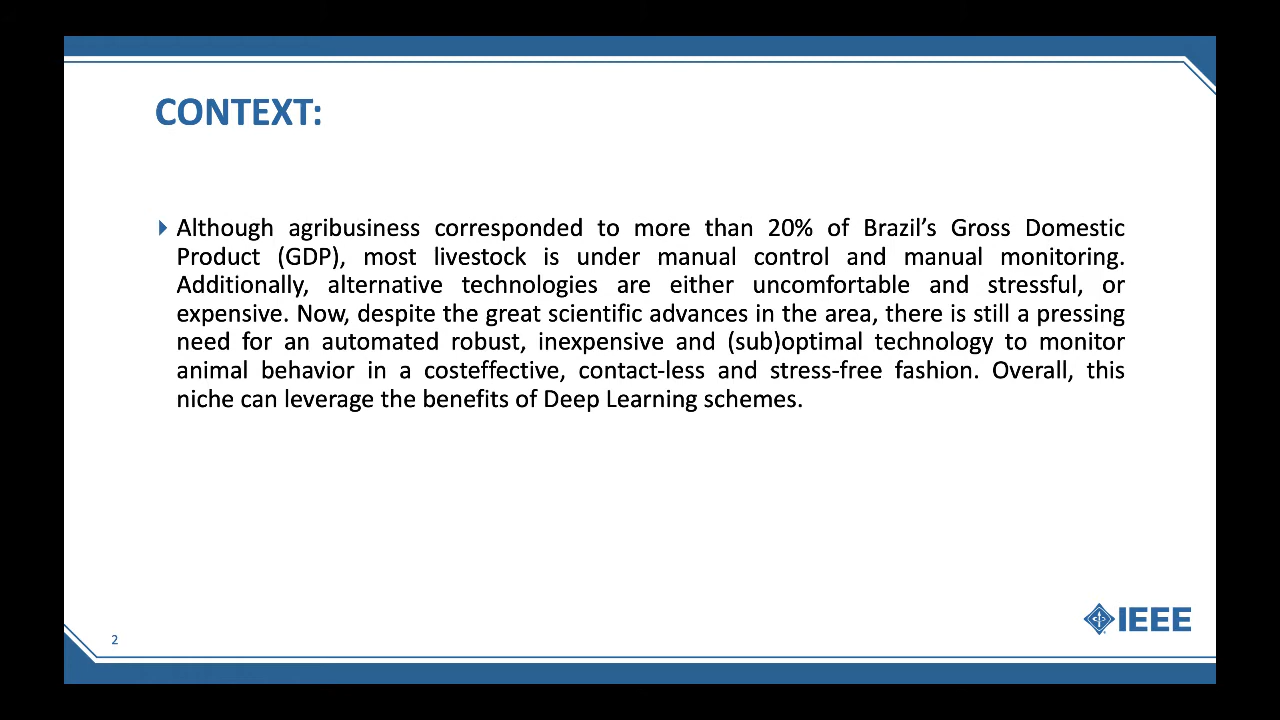 CONTEXT:
Although agribusiness corresponded to more than 20% of Brazil's Gross Domestic
Product (GDP), most livestock is under manual control and manual monitoring.
Additionally, alternative technologies are either uncomfortable and stressful, or
expensive. Now, despite the great scientific advances in the area, there is still a pressing
need for an automated robust, inexpensive and (sub)optimal technology to monitor
animal behavior in a costeffective, contact-less and stress-free fashion. Overall, this
niche can leverage the benefits of Deep Learning schemes.
IEEE
2